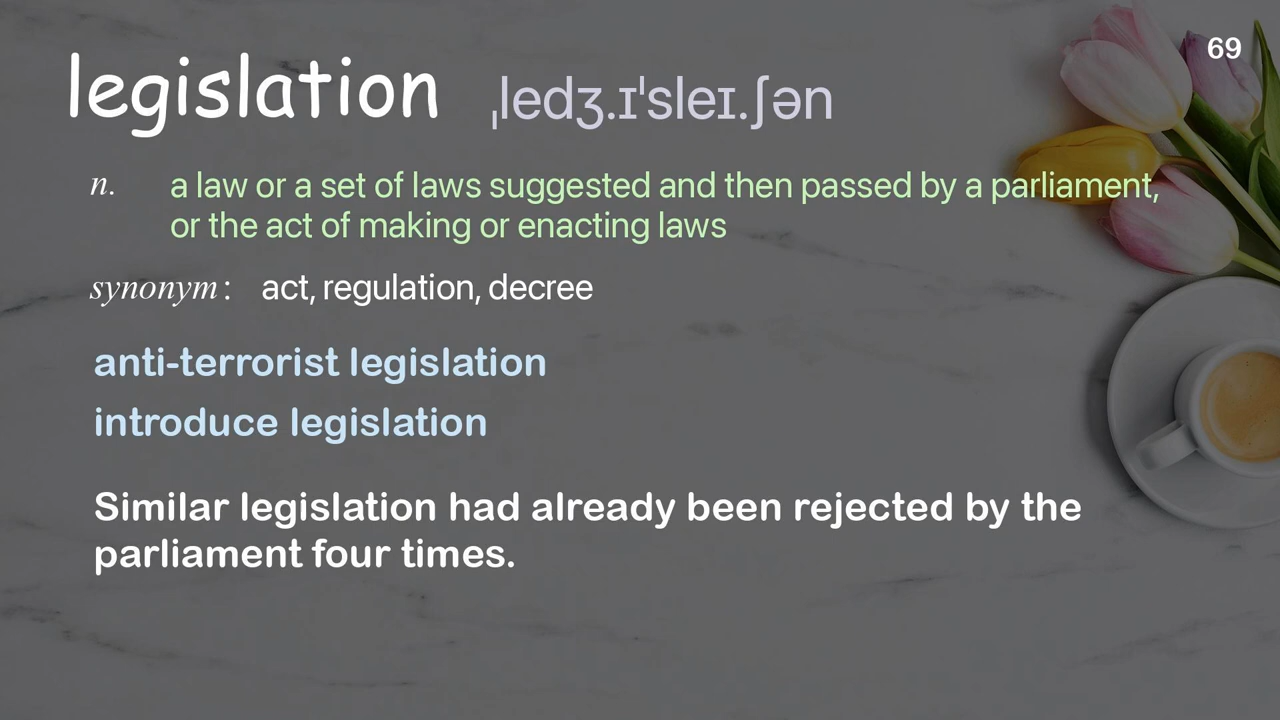 69
legislation ˌledʒ.ɪˈsleɪ.ʃən
n. a law or a set of laws suggested and then passed by a parliament,
or the act of making or enacting laws
synonym: act, regulation, decree
anti-terrorist legislation
introduce legislation
Similar legislation had already been rejected by the
parliament four times.